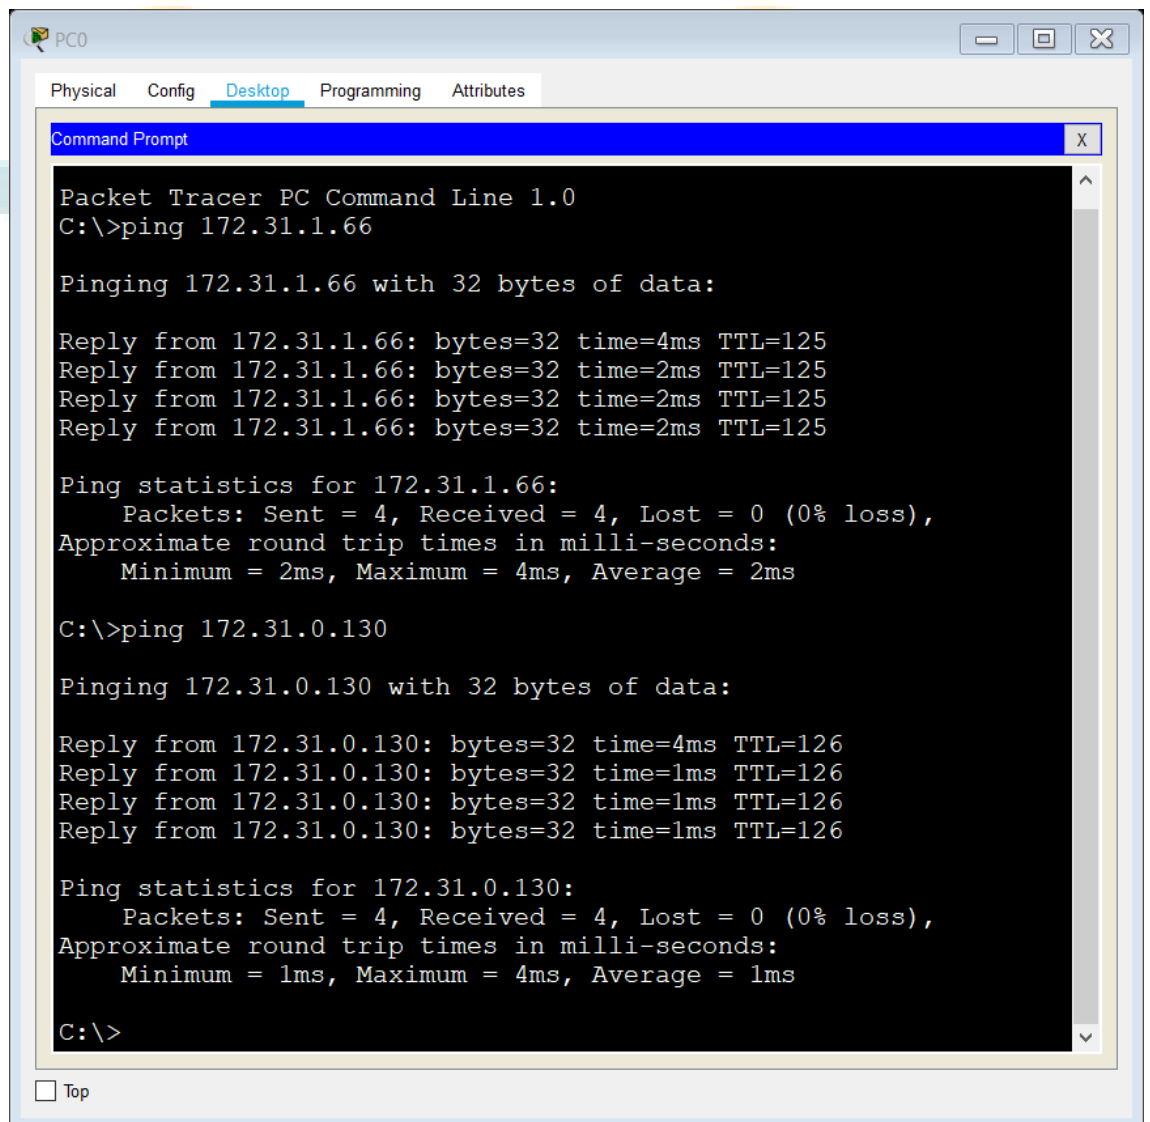 PC0
Physical Config Desktop Programming Attributes
Command Prompt
X
Packet Tracer PC Command Line 1.0
C:\>ping 172.31.1.66
Pinging 172.31.1.66 with 32 bytes of data:
Reply from 172.31.1.66: bytes=32 time=4ms TTL=125
Reply from 172.31.1.66: bytes=32 time=2ms TTL=125
Reply from 172.31.1.66: bytes=32 time=2ms TTL=125
Reply from 172.31.1.66: bytes=32 time=2ms TTL=125
Ping statistics for 172.31.1.66:
Packets: Sent = 4, Received = 4, Lost = 0 (0% loss),
Approximate round trip times in milli-seconds:
Minimum = 2ms, Maximum = 4ms, Average = 2ms
C:\>ping 172.31.0.130
Pinging 172.31.0.130 with 32 bytes of data:
Reply from 172.31.0.130: bytes=32 time=4ms TTL=126
Reply from 172.31.0.130: bytes=32 time=1ms TTL=126
Reply from 172.31.0.130: bytes=32 time=1ms TTL=126
Reply from 172.31.0.130: bytes=32 time=1ms TTL=126
Ping statistics for 172.31.0.130:
Packets: Sent = 4, Received = 4, Lost = 0 (0% loss),
Approximate round trip times in milli-seconds:
Minimum = 1ms, Maximum = 4ms, Average = 1ms
C:\>
Top